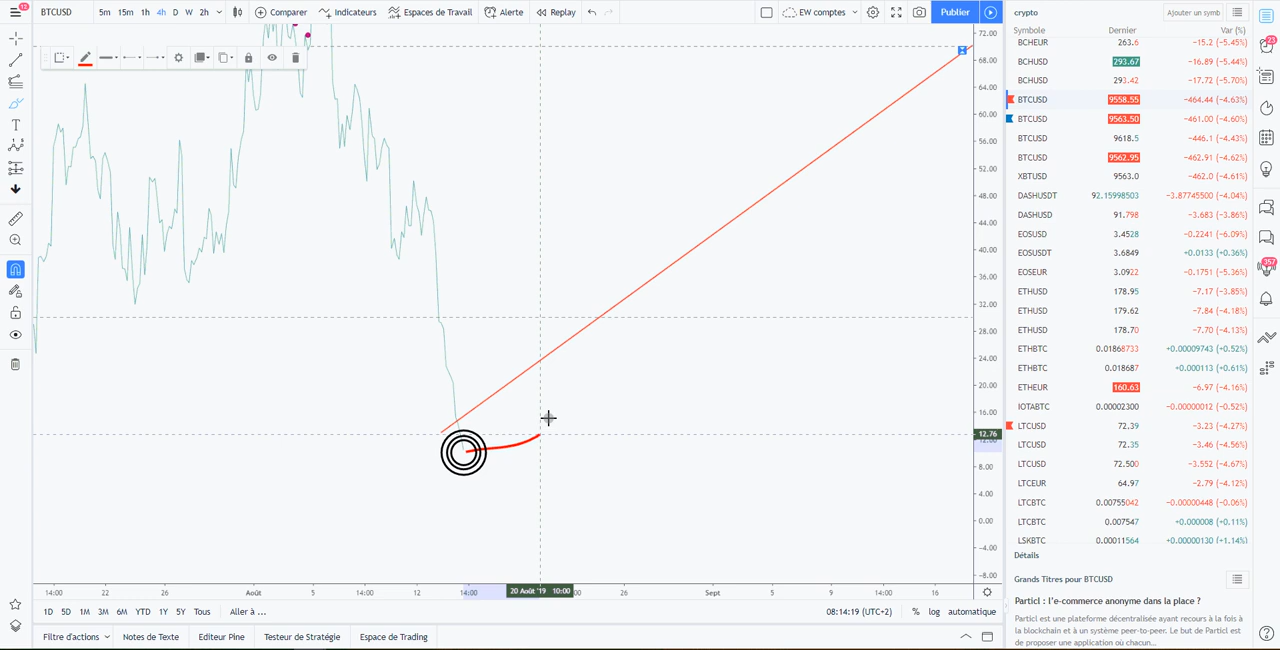 12 BTCUSD 5m 15m 1h 4h D W 2h Comparer Indicateurs Espaces de Travail Alerte Replay EW comptes Publier
crypto Ajouter un symb
Symbole Dernier Var (%)
BCHEUR 263.6 −15.2 (−5.45%)
BCHUSD 293.67 −16.89 (−5.44%)
BCHUSD 293.42 −17.72 (−5.70%)
BTCUSD 9558.55 −464.44 (−4.63%)
BTCUSD 9563.50 −461.00 (−4.60%)
BTCUSD 9618.5 −446.1 (−4.43%)
BTCUSD 9562.95 −462.91 (−4.62%)
XBTUSD 9563.0 −462.0 (−4.61%)
DASHUSDT 92.15998503 −3.87745500 (−4.04%)
DASHUSD 91.798 −3.683 (−3.86%)
EOSUSD 3.4528 −0.2241 (−6.09%)
EOSUSDT 3.6849 +0.0133 (+0.36%)
EOSEUR 3.0922 −0.1751 (−5.36%)
ETHUSD 178.95 −7.17 (−3.85%)
ETHUSD 179.62 −7.84 (−4.18%)
ETHUSD 178.70 −7.70 (−4.13%)
ETHBTC 0.01868733 +0.00009743 (+0.52%)
ETHBTC 0.018687 +0.000113 (+0.61%)
ETHEUR 160.63 −6.97 (−4.16%)
IOTABTC 0.00002300 −0.00000012 (−0.52%)
LTCUSD 72.39 −3.23 (−4.27%)
LTCUSD 72.35 −3.46 (−4.56%)
LTCUSD 72.500 −3.552 (−4.67%)
LTCEUR 64.97 −2.79 (−4.12%)
LTCBTC 0.00755042 −0.00000448 (−0.06%)
LTCBTC 0.007547 +0.000008 (+0.11%)
LSKBTC 0.00011564 +0.00000130 (+1.14%)
23
357
72.00
68.00
64.00
60.00
56.00
52.00
48.00
44.00
40.00
36.00
32.00
28.00
24.00
20.00
16.00
12.76
12.00
8.00
4.00
0.00
−4.00
−8.00
14:00 22 26 Août 5 14:00 12 14:00 20 Août '19 10:00 :00 26 Sept 5 9 14:00 16
1D 5D 1M 3M 6M YTD 1Y 5Y Tous Aller à ... 08:14:19 (UTC+2) % log automatique
Filtre d'actions Notes de Texte Editeur Pine Testeur de Stratégie Espace de Trading
Détails
Grands Titres pour BTCUSD
Particl : l'e-commerce anonyme dans la place ?
Particl est une plateforme décentralisée ayant recours à la fois à
la blockchain et à un système peer-to-peer. Le but de Particl est
de proposer une application où chacun...